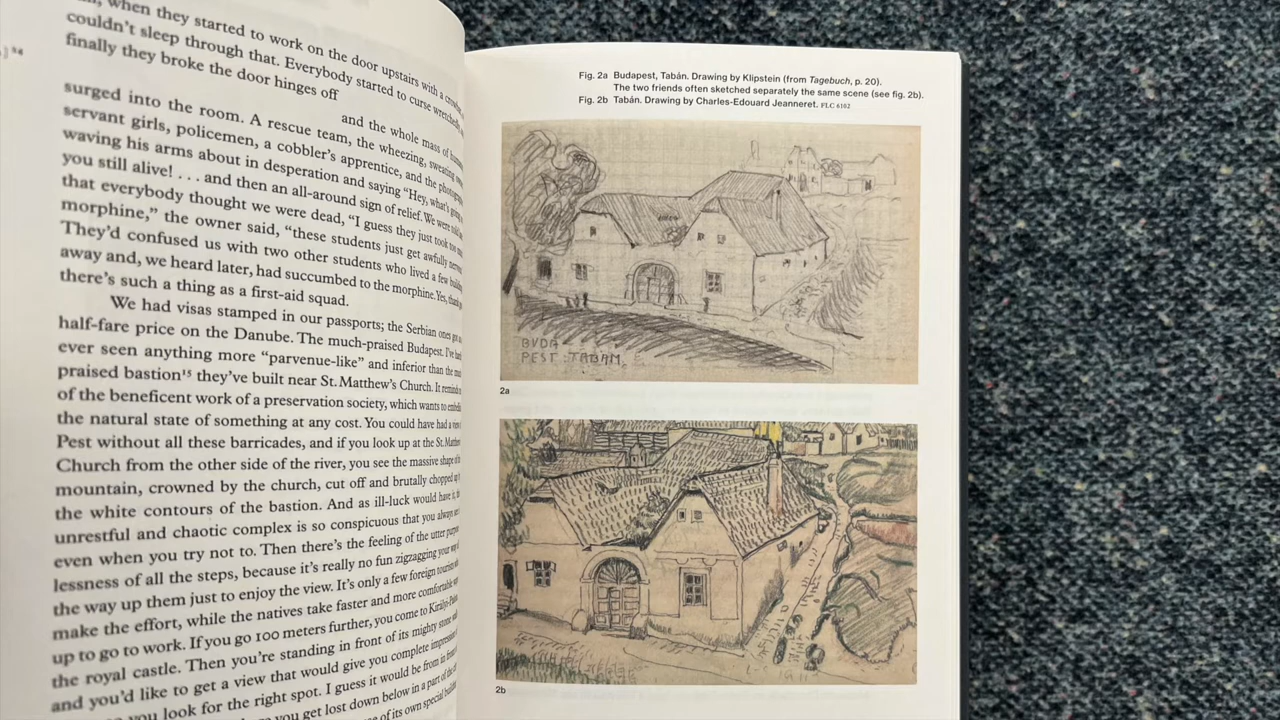 when they started to work on the door upstairs with a
couldn't sleep through that. Everybody started to curse
finally they broke the door hinges off
and the whole mass of
surged into the room. A rescue team, the wheezing, sweating
servant girls, policemen, a cobbler's apprentice, and the
waving his arms about in desperation and saying "Hey, what's
you still alive! . . . and then an all-around sign of relief. We were
that everybody thought we were dead, "I guess they just took too
morphine," the owner said, "these students just get awfully
They'd confused us with two other students who lived a few
away and, we heard later, had succumbed to the morphine. Yes,
there's such a thing as a first-aid squad.
We had visas stamped in our passports; the Serbian ones
half-fare price on the Danube. The much-praised Budapest. I've
ever seen anything more "parvenue-like" and inferior than the
praised bastion¹⁵ they've built near St. Matthew's Church. It
of the beneficent work of a preservation society, which wants to
the natural state of something at any cost. You could have had a
Pest without all these barricades, and if you look up at the St.
Church from the other side of the river, you see the massive shape
mountain, crowned by the church, cut off and brutally chopped
the white contours of the bastion. And as ill-luck would have it,
unrestful and chaotic complex is so conspicuous that you always
even when you try not to. Then there's the feeling of the utter
lessness of all the steps, because it's really no fun zigzagging your
the way up them just to enjoy the view. It's only a few foreign
make the effort, while the natives take faster and more comfortable
up to go to work. If you go 100 meters further, you come to
the royal castle. Then you're standing in front of its mighty
and you'd like to get a view that would give you complete
you look for the right spot. I guess it would be from
you get lost down below in a part of the
of its own special
Fig. 2a Budapest, Tabán. Drawing by Klipstein (from Tagebuch, p. 20).
The two friends often sketched separately the same scene (see fig. 2b).
Fig. 2b Tabán. Drawing by Charles-Edouard Jeanneret. FLC 6102
BUDA
PEST : TABAN.
2a
2b